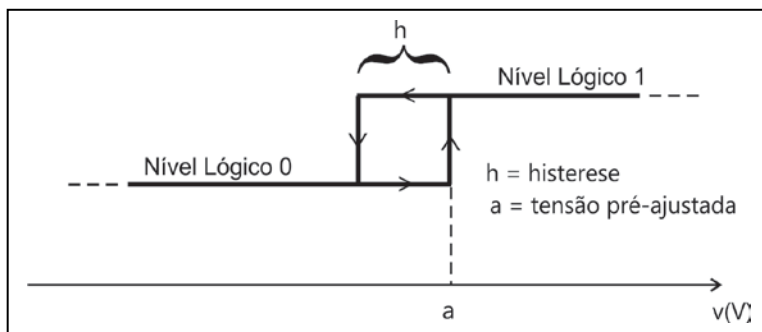 h
Nível Lógico 1
Nível Lógico 0
h = histerese
a = tensão pré-ajustada
a
v(V)